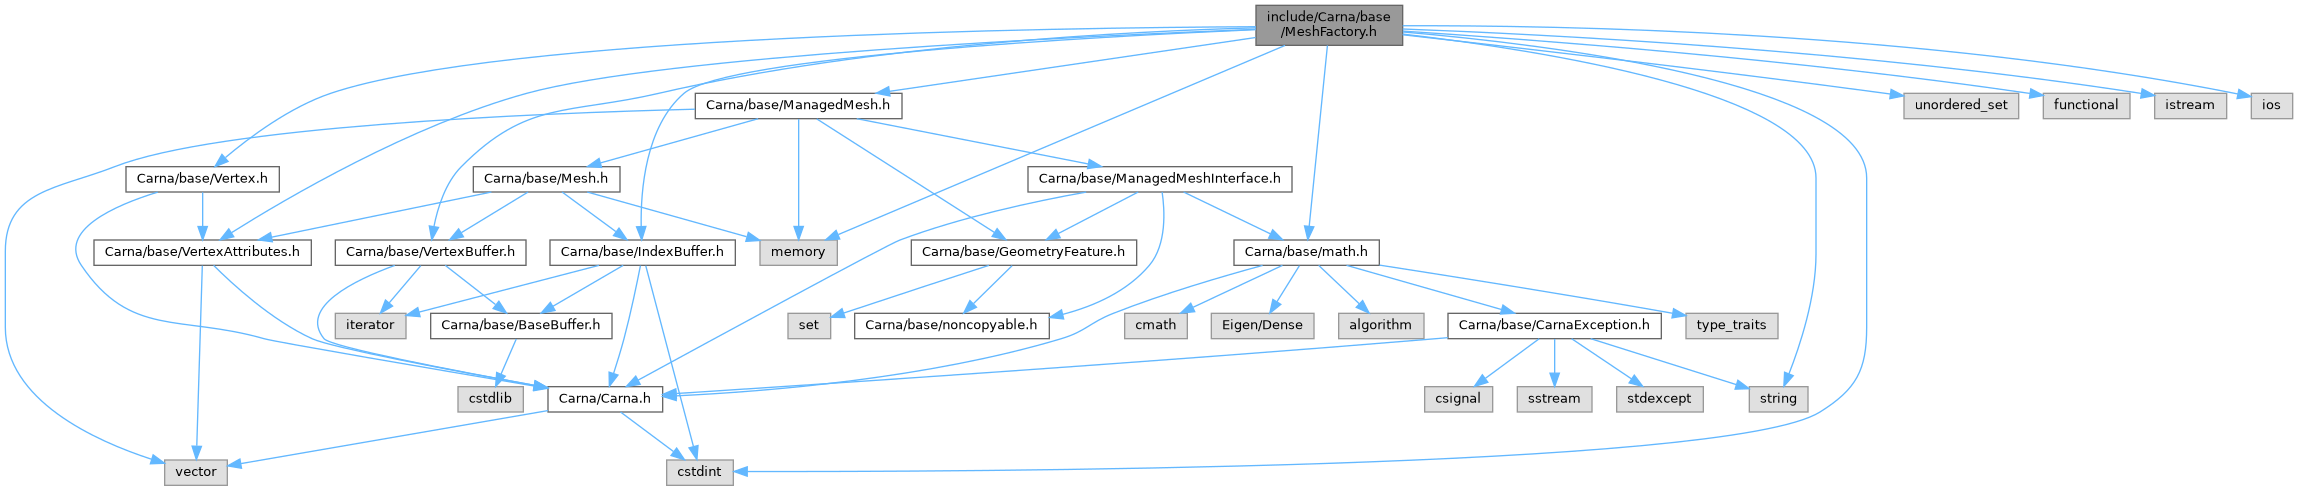 include/Carna/base
/MeshFactory.h
Carna/base/ManagedMesh.h
unordered_set
functional
istream
ios
Carna/base/Vertex.h
Carna/base/Mesh.h
Carna/base/ManagedMeshInterface.h
Carna/base/VertexAttributes.h
Carna/base/VertexBuffer.h
Carna/base/IndexBuffer.h
memory
Carna/base/GeometryFeature.h
Carna/base/math.h
iterator
Carna/base/BaseBuffer.h
set
Carna/base/noncopyable.h
cmath
Eigen/Dense
algorithm
Carna/base/CarnaException.h
type_traits
cstdlib
Carna/Carna.h
csignal
sstream
stdexcept
string
vector
cstdint